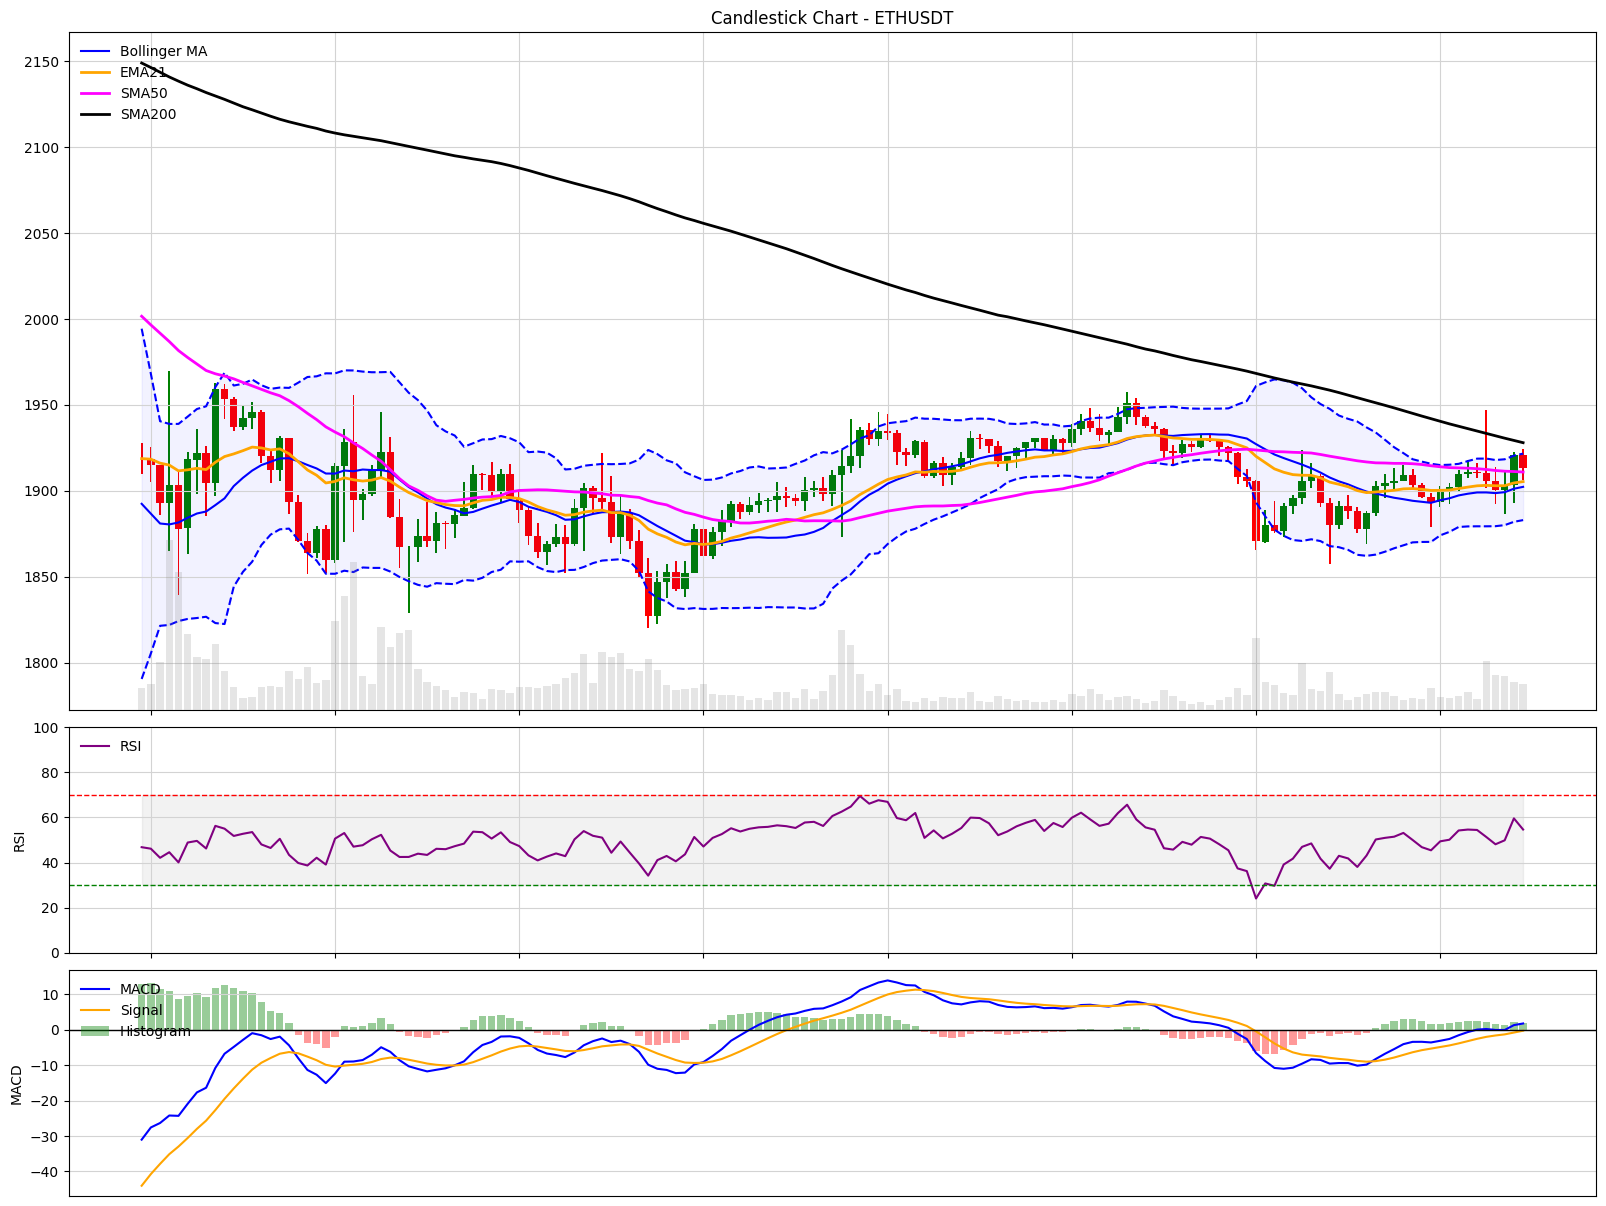 Candlestick Chart - ETHUSDT
Bollinger MA
EMA21
SMA50
SMA200
2150
2100
2050
2000
1950
1900
1850
1800
RSI
RSI
100
80
60
40
20
0
MACD
Signal
Histogram
MACD
10
0
−10
−20
−30
−40